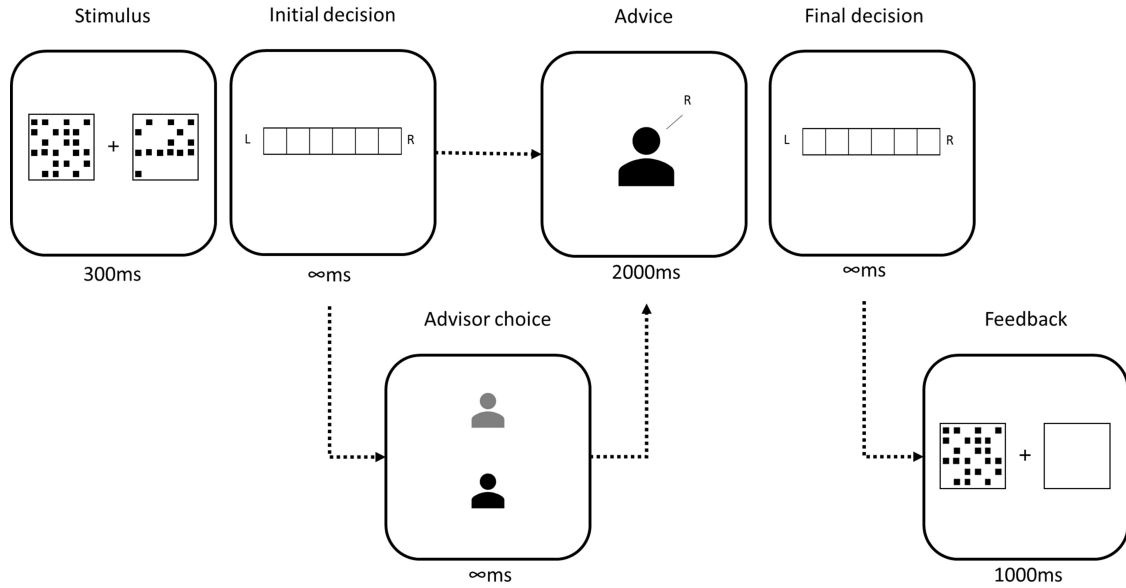 Stimulus
Initial decision
Advice
Final decision
+
L
R
R
L
R
300ms
∞ms
2000ms
∞ms
Advisor choice
Feedback
+
∞ms
1000ms